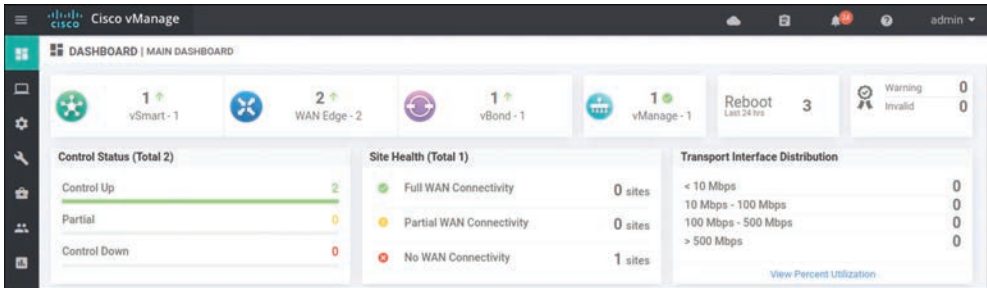 cisco Cisco vManage admin
DASHBOARD | MAIN DASHBOARD
1 vSmart - 1
2 WAN Edge - 2
1 vBond - 1
1 vManage - 1
Reboot 3
Last 24 hrs
Warning 0
Invalid 0
Control Status (Total 2)
Control Up 2
Partial 0
Control Down 0
Site Health (Total 1)
Full WAN Connectivity 0 sites
Partial WAN Connectivity 0 sites
No WAN Connectivity 1 sites
Transport Interface Distribution
< 10 Mbps 0
10 Mbps - 100 Mbps 0
100 Mbps - 500 Mbps 0
> 500 Mbps 0
View Percent Utilization